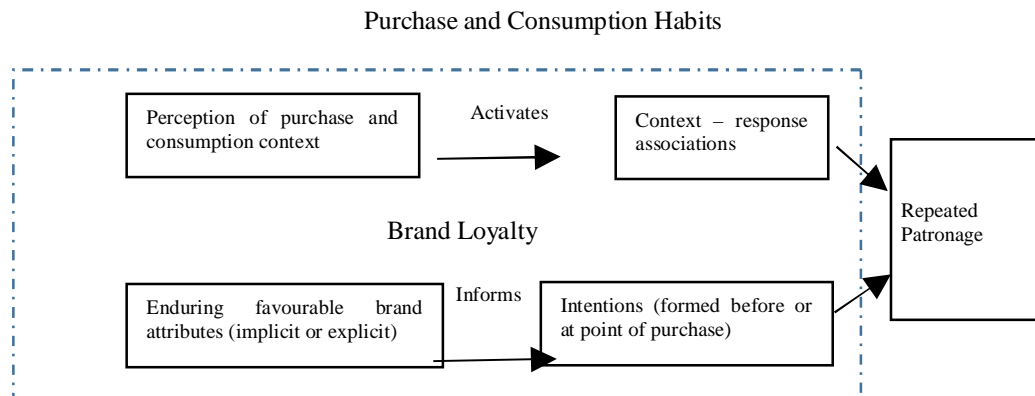 Purchase and Consumption Habits
Perception of purchase and
consumption context
Activates
Context – response
associations
Repeated
Patronage
Brand Loyalty
Enduring favourable brand
attributes (implicit or explicit)
Informs
Intentions (formed before or
at point of purchase)